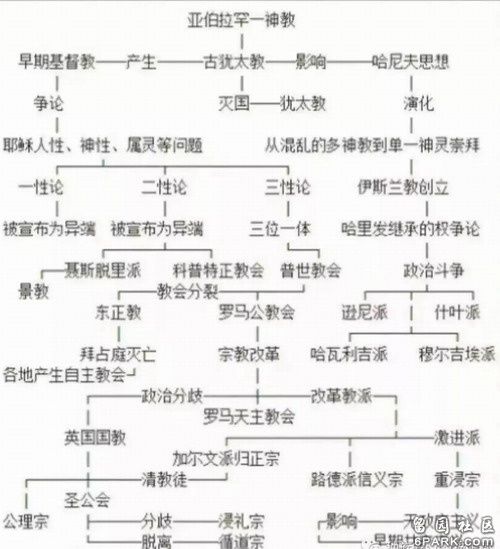 亚伯拉罕一神教
早期基督教 产生 古犹太教 影响 哈尼夫思想
争论 灭国 犹太教 演化
耶稣人性、神性、属灵等问题 从混乱的多神教到单一神灵崇拜
一性论 二性论 三性论 伊斯兰教创立
被宣布为异端 被宣布为异端 三位一体 哈里发继承的权争论
聂斯脱里派 科普特正教会 普世教会 政治斗争
景教 教会分裂
东正教 罗马公教会 逊尼派 什叶派
拜占庭灭亡 宗教改革 哈瓦利吉派 穆尔吉埃派
各地产生自主教会
政治分歧 改革教派
罗马天主教会
英国国教 激进派
加尔文派归正宗
清教徒 路德派信义宗 重浸宗
圣公会
公理宗 分歧 浸礼宗 影响
脱离 循道宗 早期
留园社区
6PARK.COM